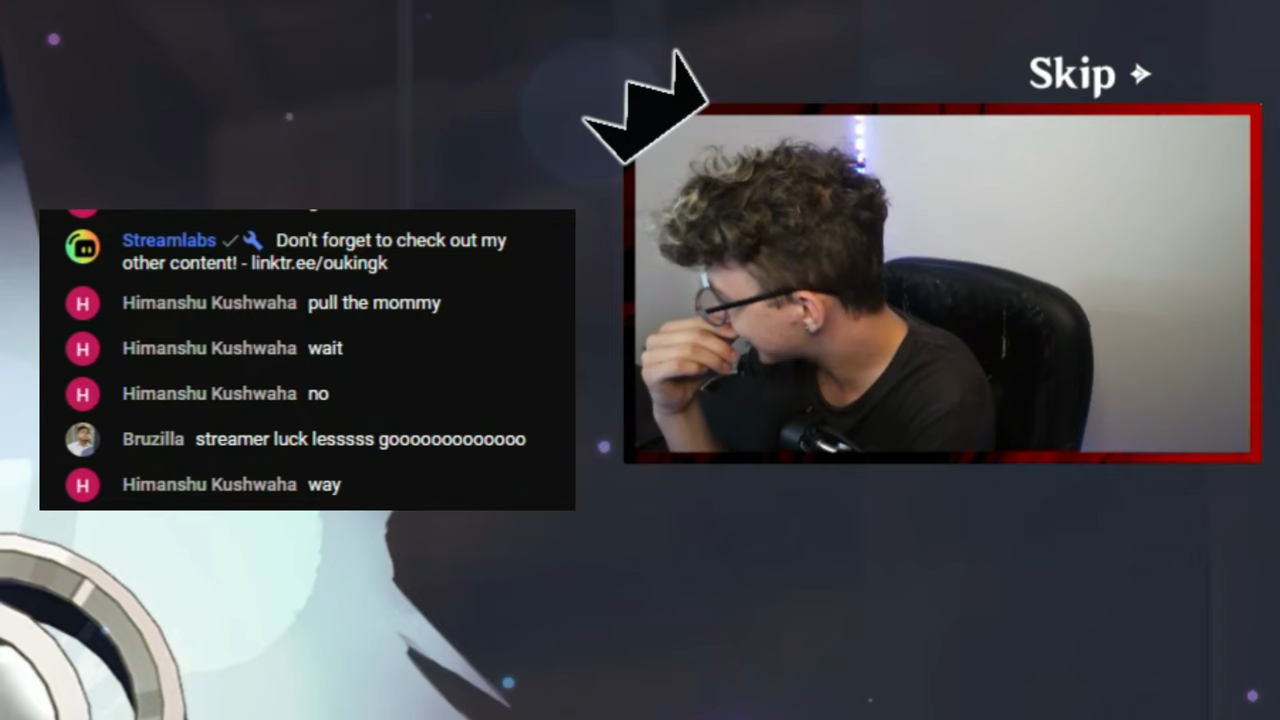 Skip
Streamlabs Don't forget to check out my
other content! - linktr.ee/oukingk
H Himanshu Kushwaha pull the mommy
H Himanshu Kushwaha wait
H Himanshu Kushwaha no
Bruzilla streamer luck lesssss gooooooooooooo
H Himanshu Kushwaha way